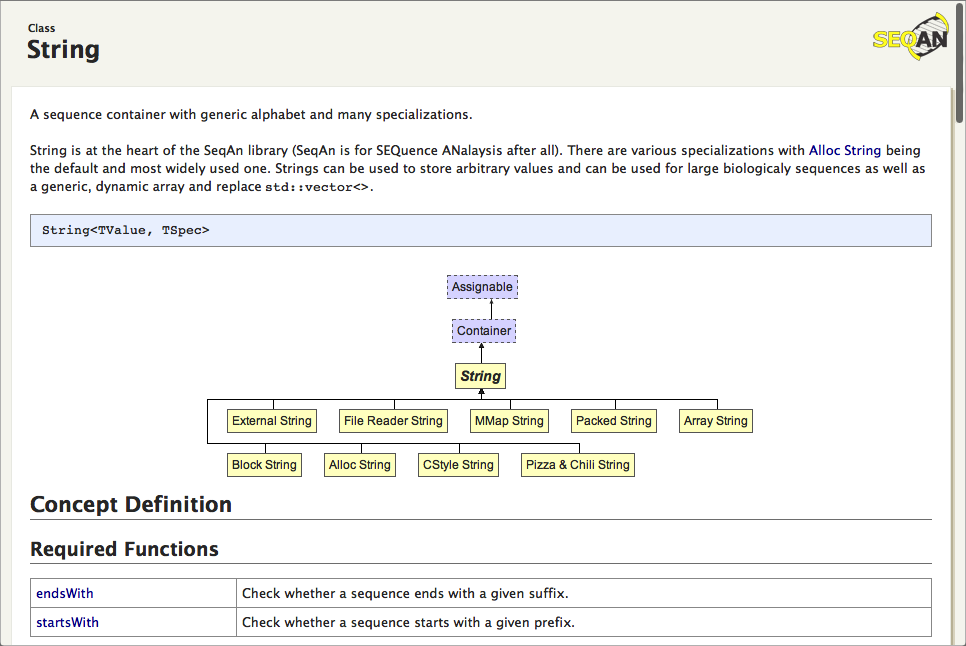 Class
String
SEQAN
A sequence container with generic alphabet and many specializations.
String is at the heart of the SeqAn library (SeqAn is for SEQuence ANalaysis after all). There are various specializations with Alloc String being
the default and most widely used one. Strings can be used to store arbitrary values and can be used for large biologicaly sequences as well as
a generic, dynamic array and replace std::vector<>.
String<TValue, TSpec>
Assignable
Container
String
External String File Reader String MMap String Packed String Array String
Block String Alloc String CStyle String Pizza & Chili String
Concept Definition
Required Functions
endsWith Check whether a sequence ends with a given suffix.
startsWith Check whether a sequence starts with a given prefix.